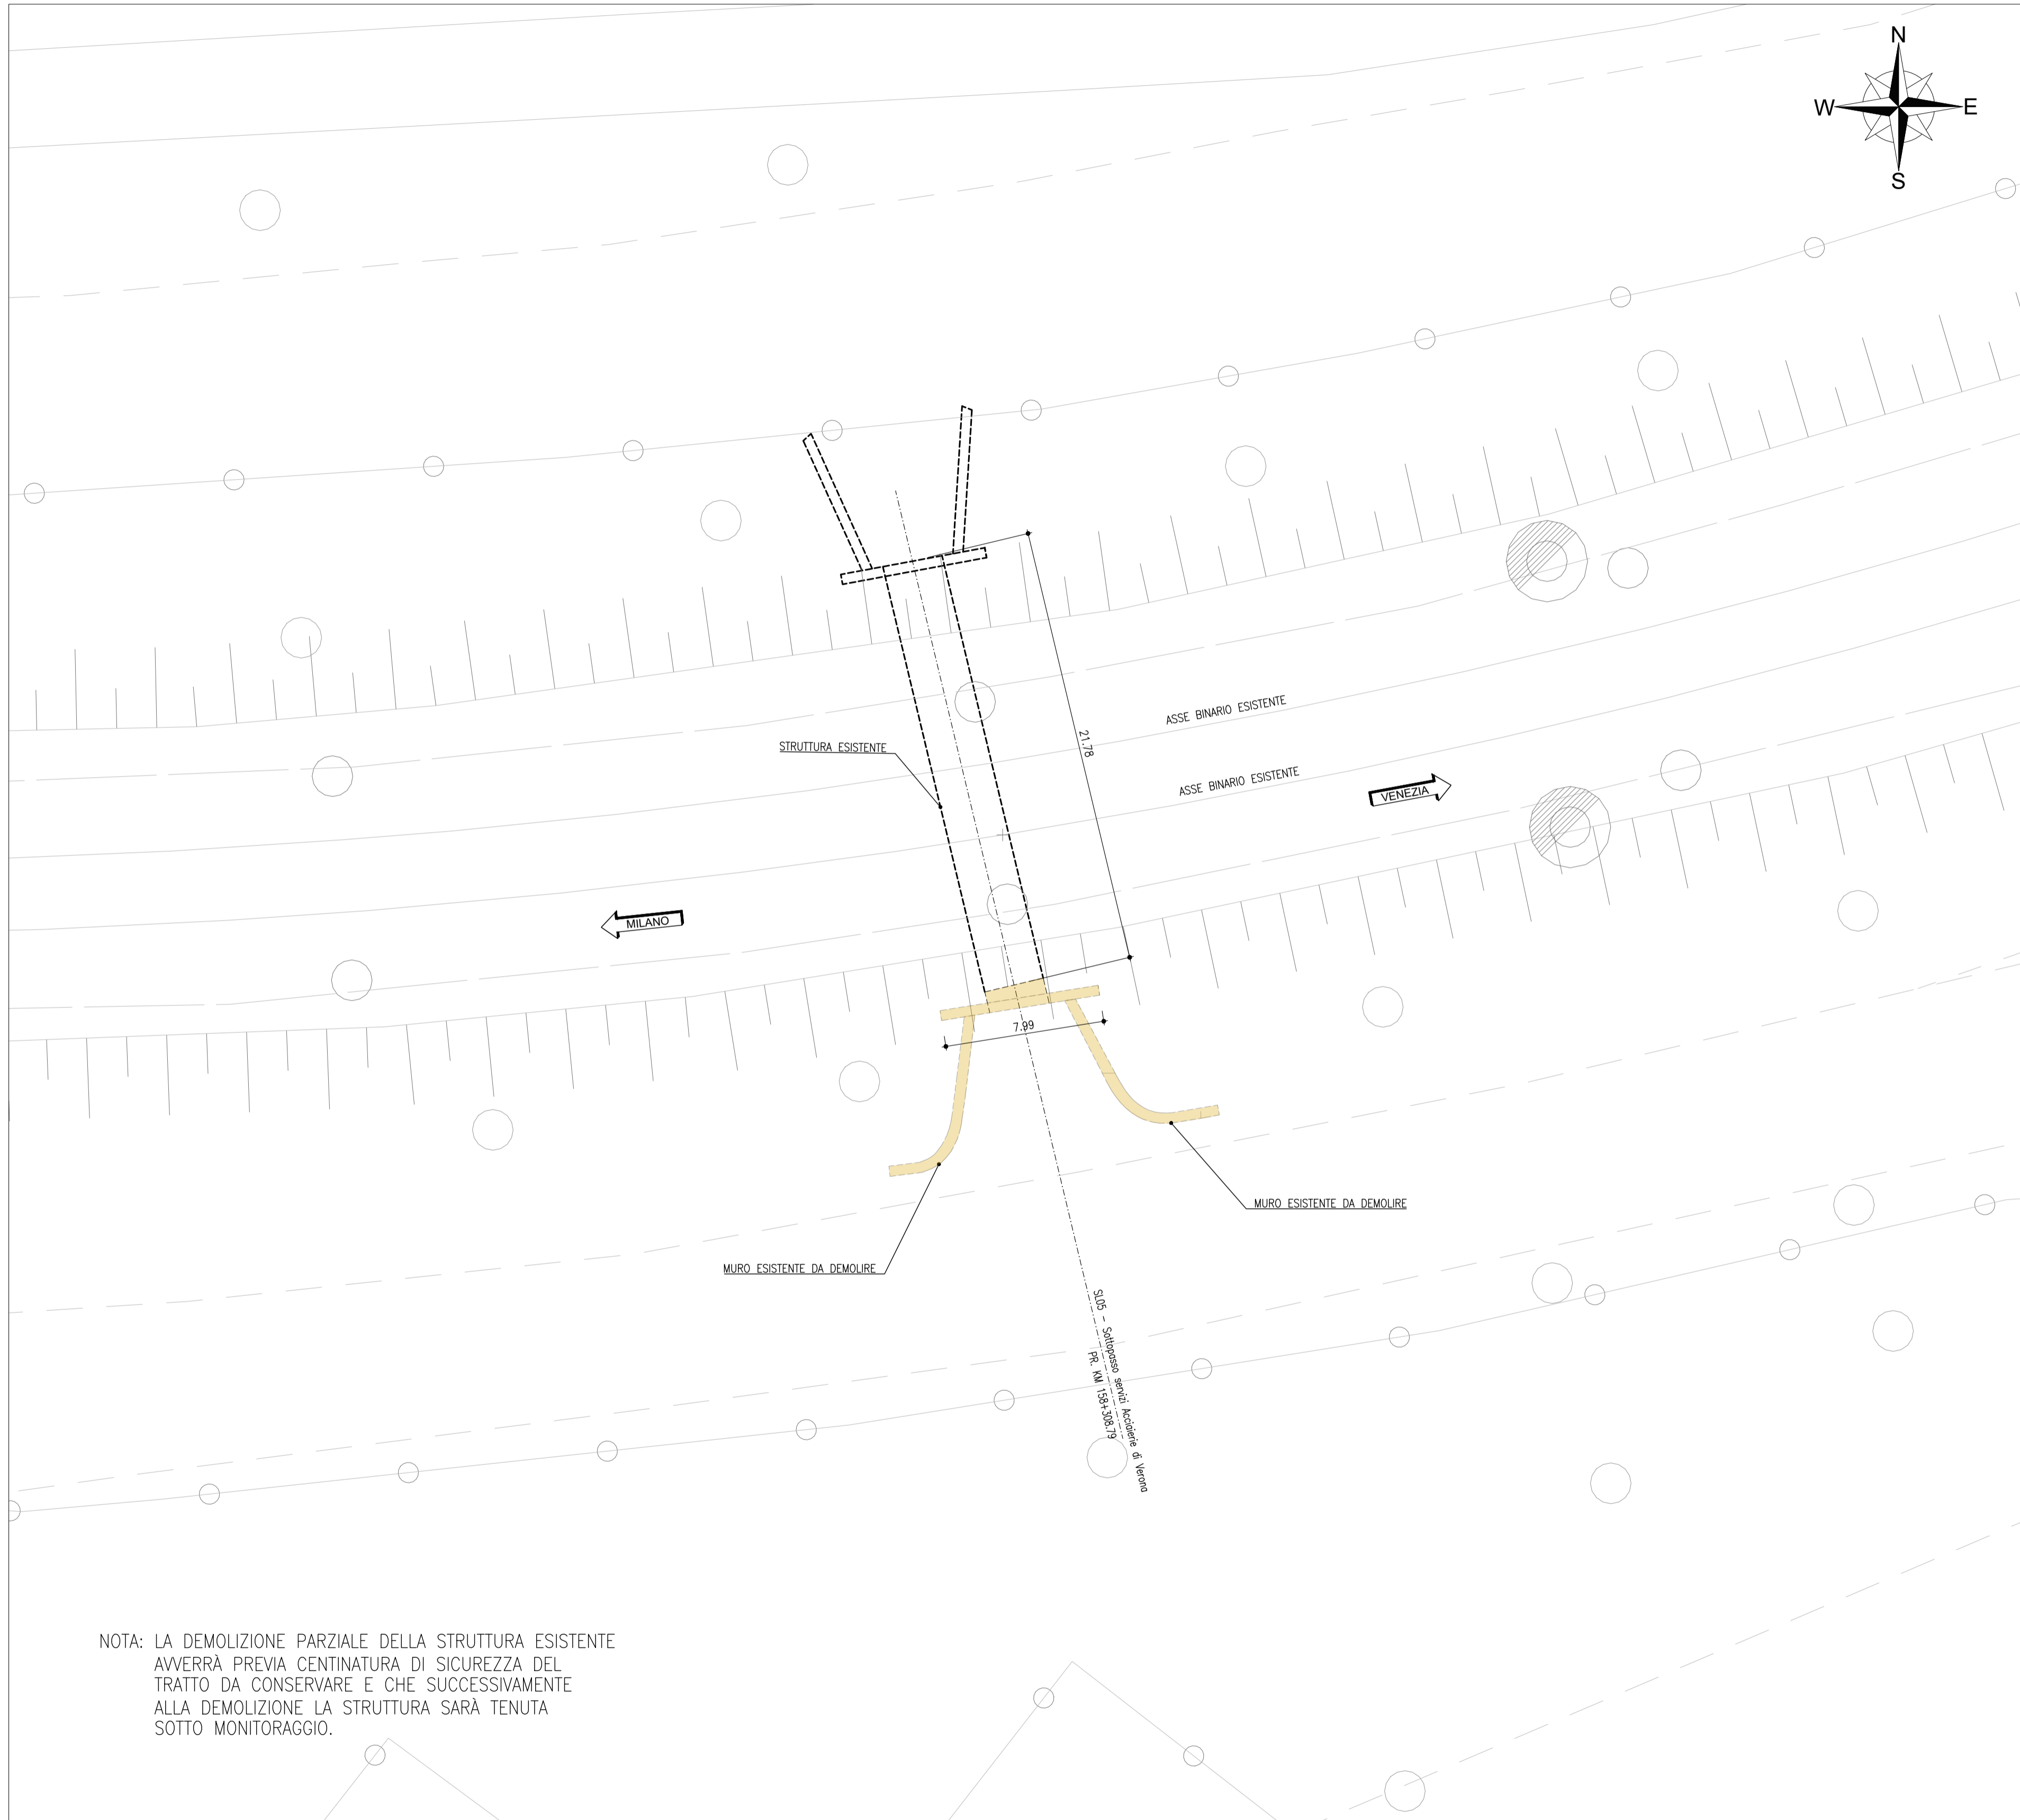 N
W
E
S
ASSE BINARIO ESISTENTE
21.78
STRUTTURA ESISTENTE
ASSE BINARIO ESISTENTE
VENEZIA
MILANO
7.99
MURO ESISTENTE DA DEMOLIRE
MURO ESISTENTE DA DEMOLIRE
SL05 - Sottopasso servizi Acciaierie di Verona
PR. KM 158+308.79
NOTA: LA DEMOLIZIONE PARZIALE DELLA STRUTTURA ESISTENTE
AVVERRÀ PREVIA CENTINATURA DI SICUREZZA DEL
TRATTO DA CONSERVARE E CHE SUCCESSIVAMENTE
ALLA DEMOLIZIONE LA STRUTTURA SARÀ TENUTA
SOTTO MONITORAGGIO.